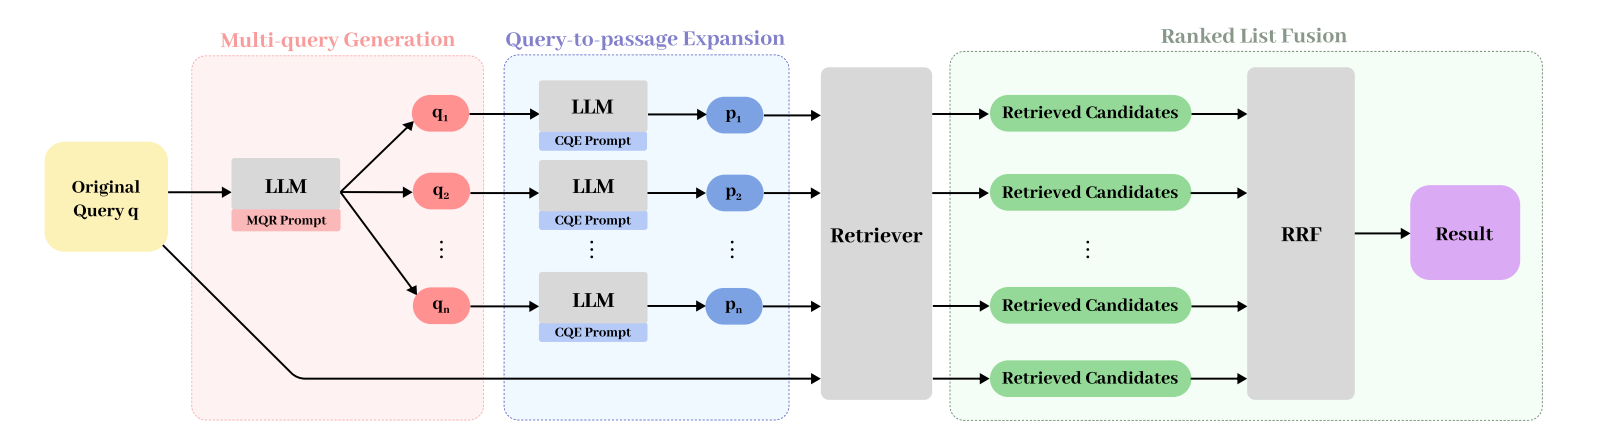 Multi-query Generation
Query-to-passage Expansion
Ranked List Fusion
Original
Query q
LLM
MQR Prompt
q₁
q₂
⋮
qₙ
LLM
CQE Prompt
LLM
CQE Prompt
⋮
LLM
CQE Prompt
p₁
p₂
⋮
pₙ
Retriever
Retrieved Candidates
Retrieved Candidates
⋮
Retrieved Candidates
Retrieved Candidates
RRF
Result